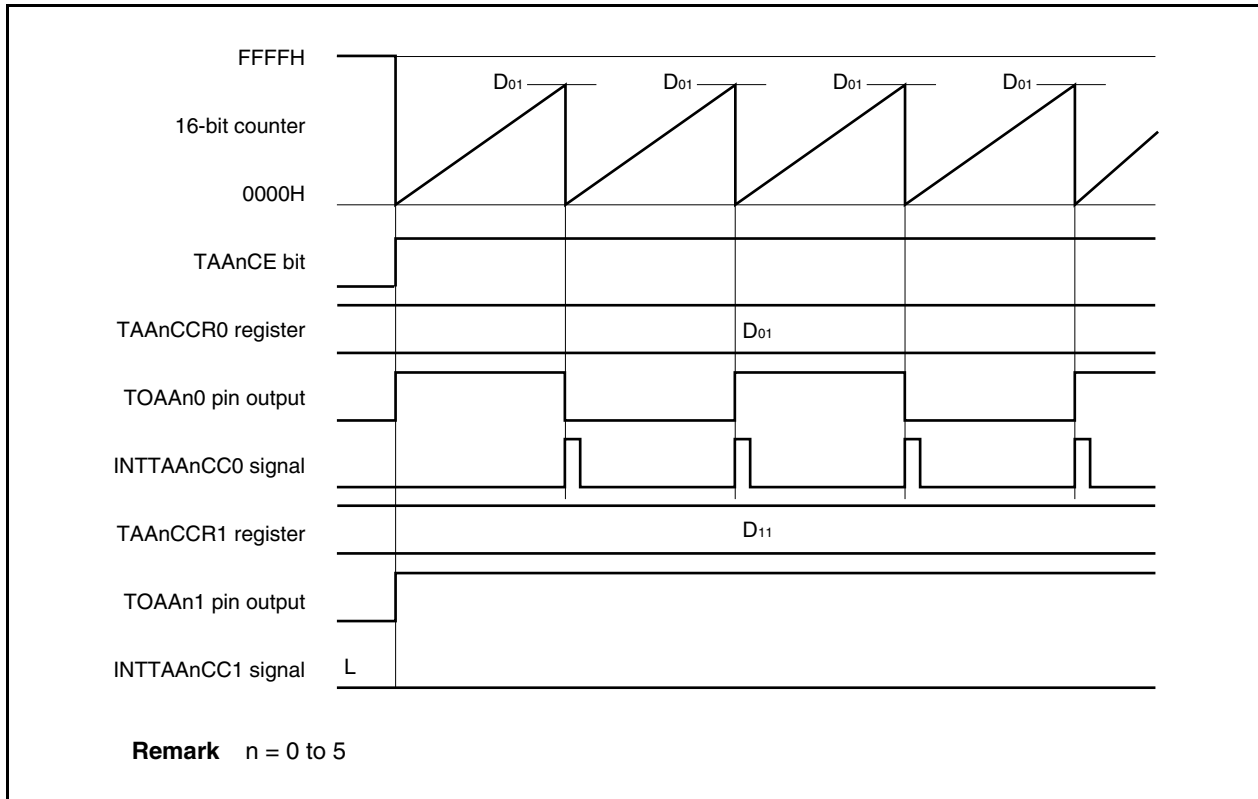 FFFFH
D01 D01 D01 D01
16-bit counter
0000H
TAAnCE bit
TAAnCCR0 register
D01
TOAAn0 pin output
INTTAAnCC0 signal
TAAnCCR1 register
D11
TOAAn1 pin output
INTTAAnCC1 signal
L
Remark n = 0 to 5